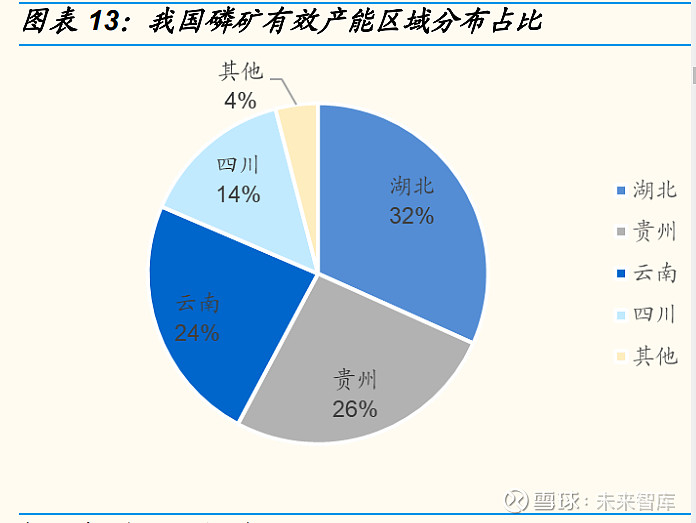 图表 13：我国磷矿有效产能区域分布占比
其他
4%
四川
14%
湖北
32%
云南
24%
贵州
26%
湖北
贵州
云南
四川
其他
雪球：未来智库